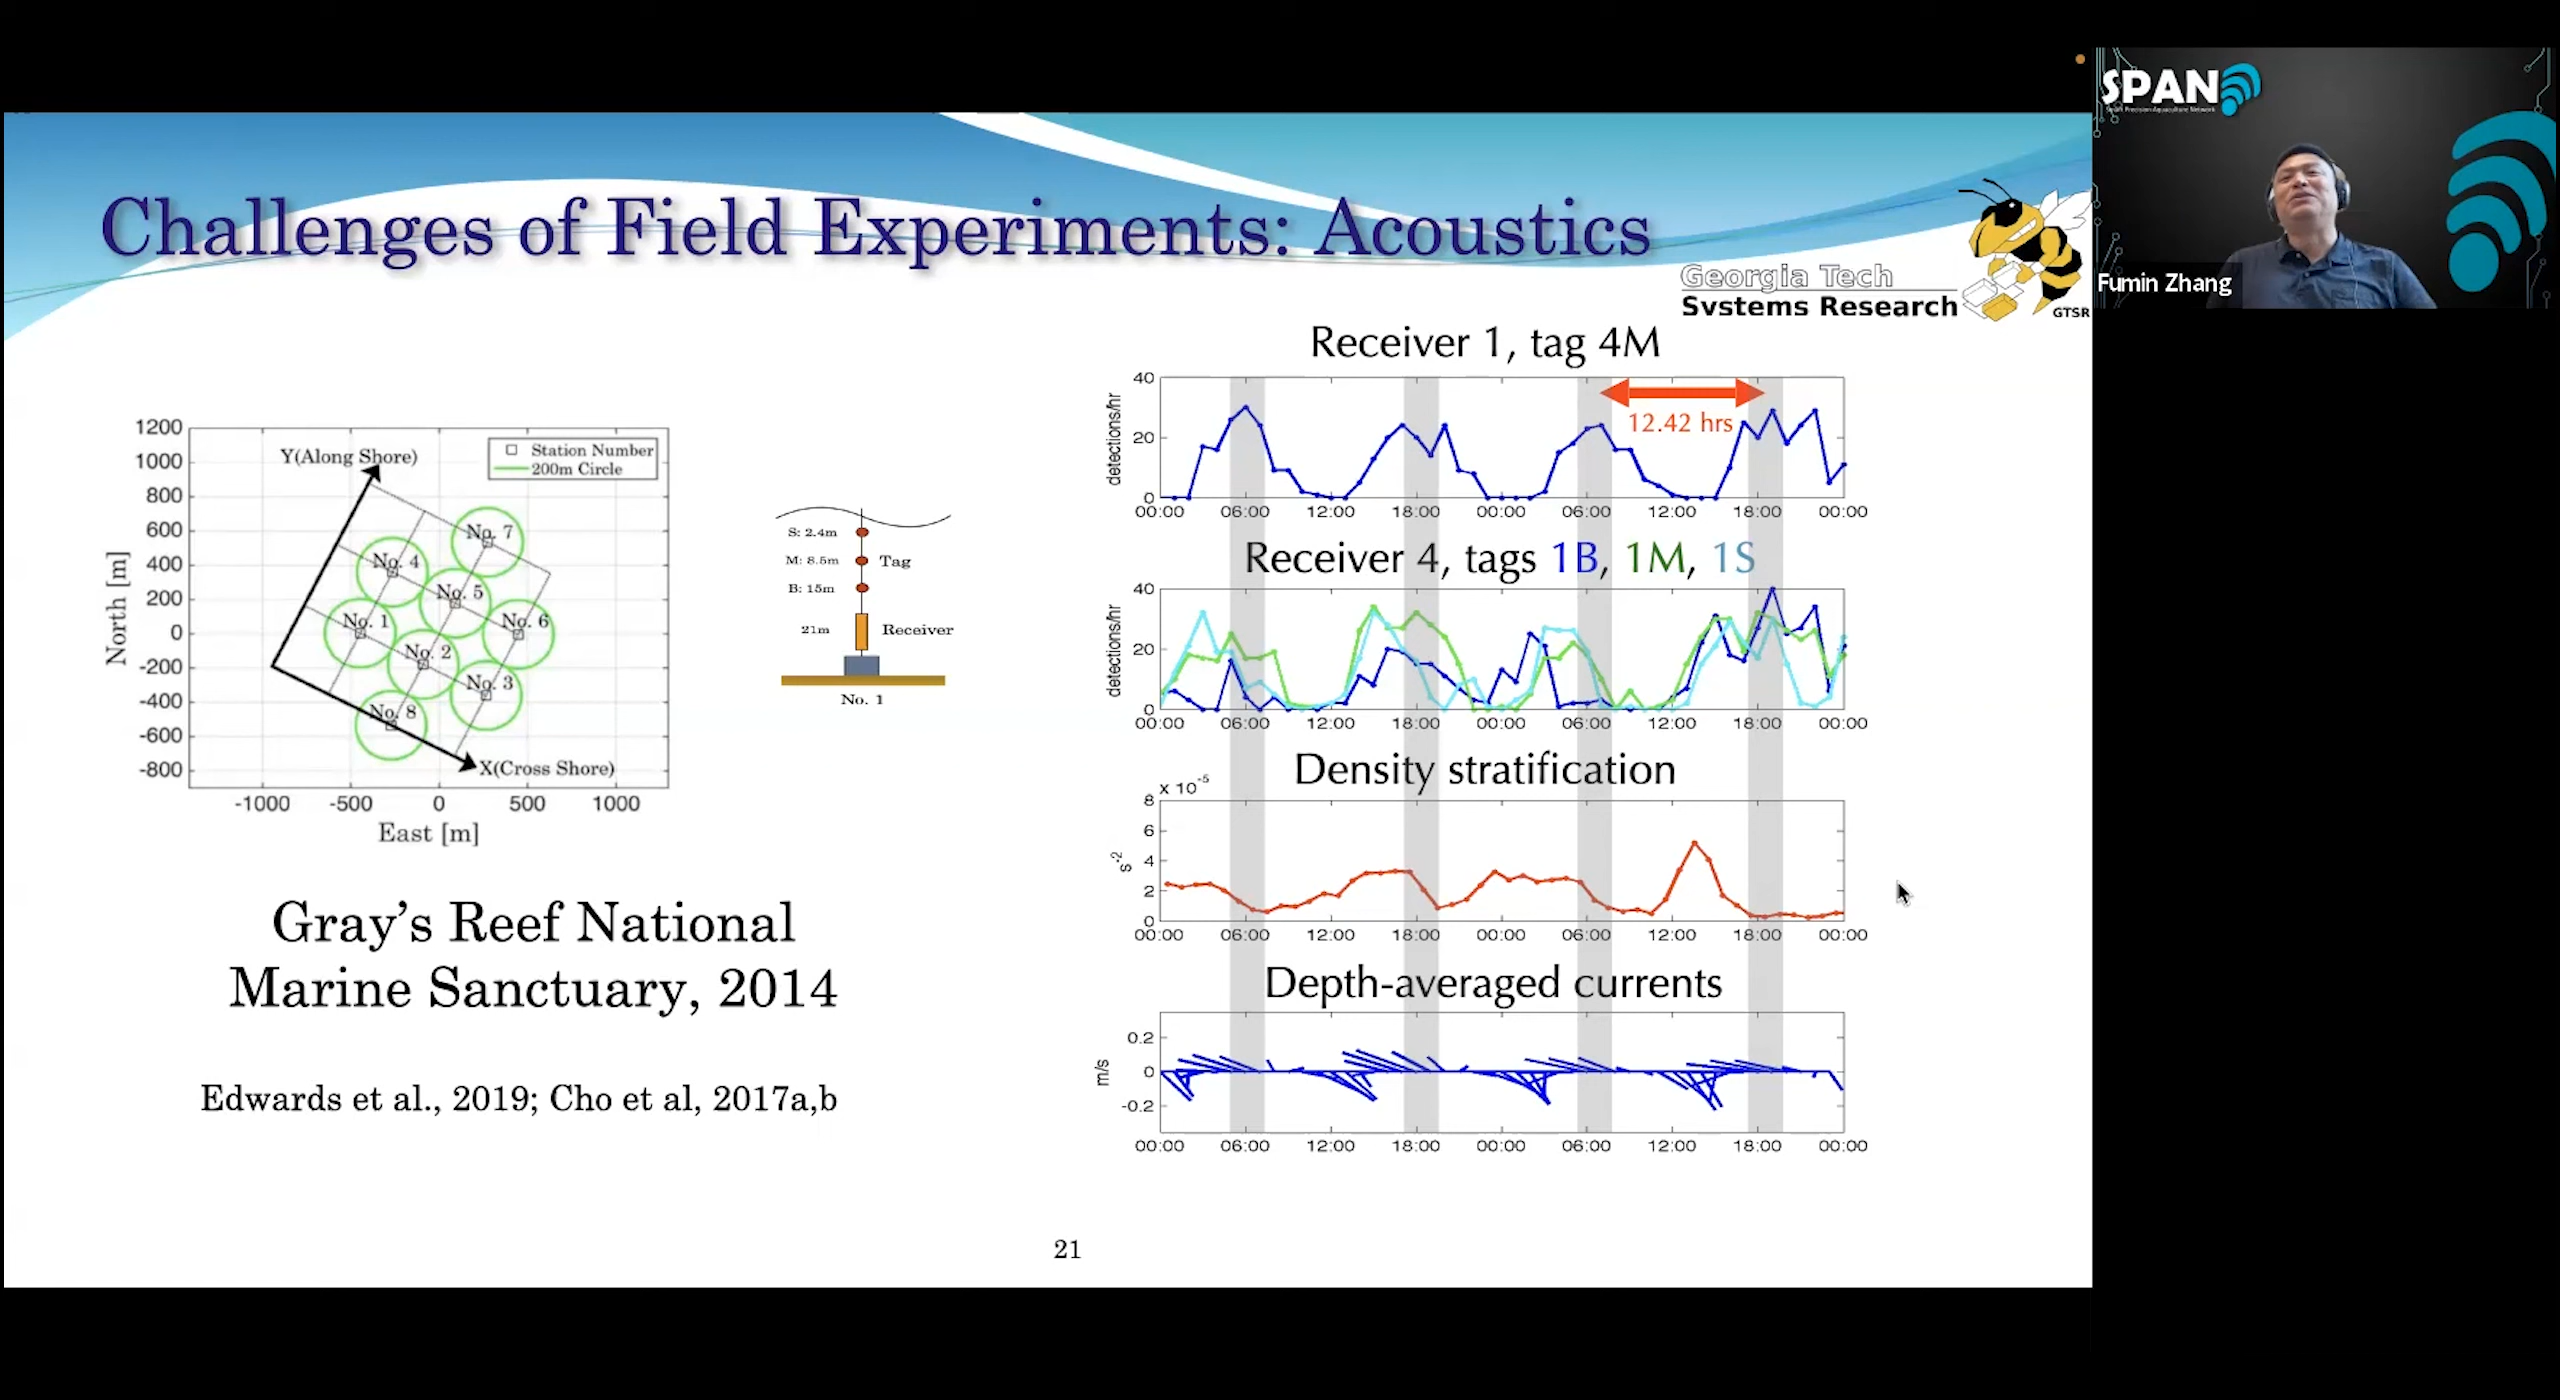 Challenges of Field Experiments: Acoustics
Georgia Tech
Systems Research
GTSR
SPAN
Smart Precision Aquaculture Network
Fumin Zhang
1200
1000
800
600
400
200
0
-200
-400
-600
-800
North [m]
-1000
-500
0
500
1000
East [m]
Y(Along Shore)
X(Cross Shore)
Station Number
200m Circle
No. 7
No. 4
No. 5
No. 1
No. 6
No. 2
No. 3
No. 8
S: 2.4m
M: 8.5m
Tag
B: 15m
21m
Receiver
No. 1
Gray’s Reef National
Marine Sanctuary, 2014
Edwards et al., 2019; Cho et al, 2017a,b
Receiver 1, tag 4M
40
20
0
detections/hr
12.42 hrs
00:00 06:00 12:00 18:00 00:00 06:00 12:00 18:00 00:00
Receiver 4, tags 1B, 1M, 1S
40
20
0
detections/hr
00:00 06:00 12:00 18:00 00:00 06:00 12:00 18:00 00:00
Density stratification
x 10⁻⁵
8
6
4
2
0
s⁻²
00:00 06:00 12:00 18:00 00:00 06:00 12:00 18:00 00:00
Depth-averaged currents
0.2
0
-0.2
m/s
00:00 06:00 12:00 18:00 00:00 06:00 12:00 18:00 00:00
21